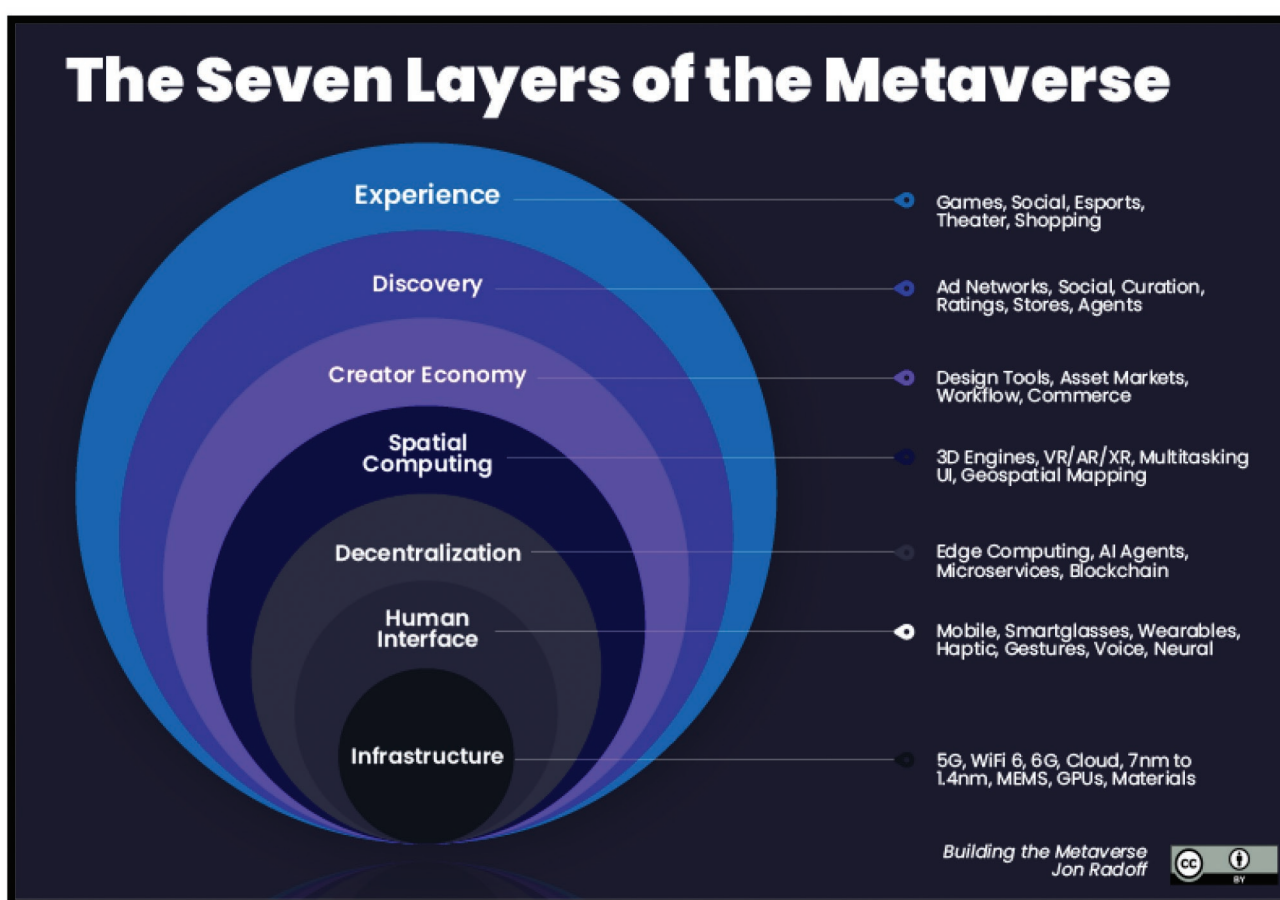 The Seven Layers of the Metaverse
Experience
Games, Social, Esports,
Theater, Shopping
Discovery
Ad Networks, Social, Curation,
Ratings, Stores, Agents
Creator Economy
Design Tools, Asset Markets,
Workflow, Commerce
Spatial
Computing
3D Engines, VR/AR/XR, Multitasking
UI, Geospatial Mapping
Decentralization
Edge Computing, AI Agents,
Microservices, Blockchain
Human
Interface
Mobile, Smartglasses, Wearables,
Haptic, Gestures, Voice, Neural
Infrastructure
5G, WiFi 6, 6G, Cloud, 7nm to
1.4nm, MEMS, GPUs, Materials
Building the Metaverse
Jon Radoff
cc
BY